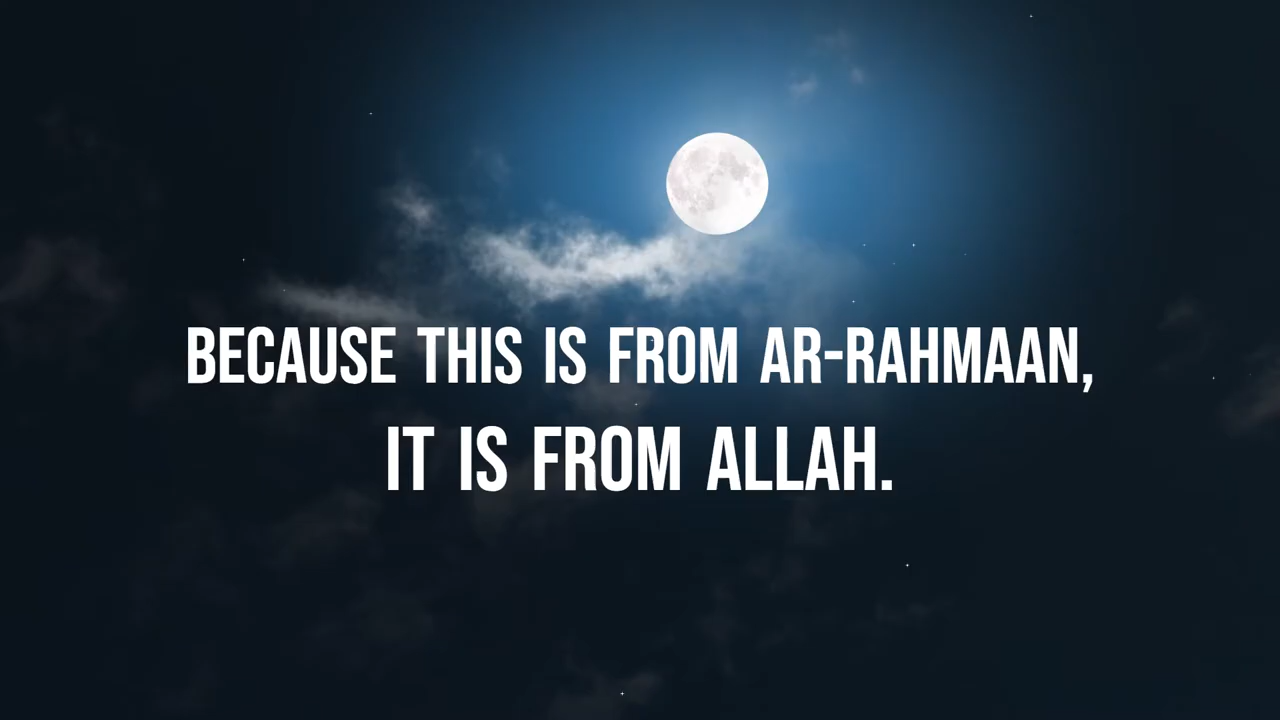 BECAUSE THIS IS FROM AR-RAHMAAN,
IT IS FROM ALLAH.